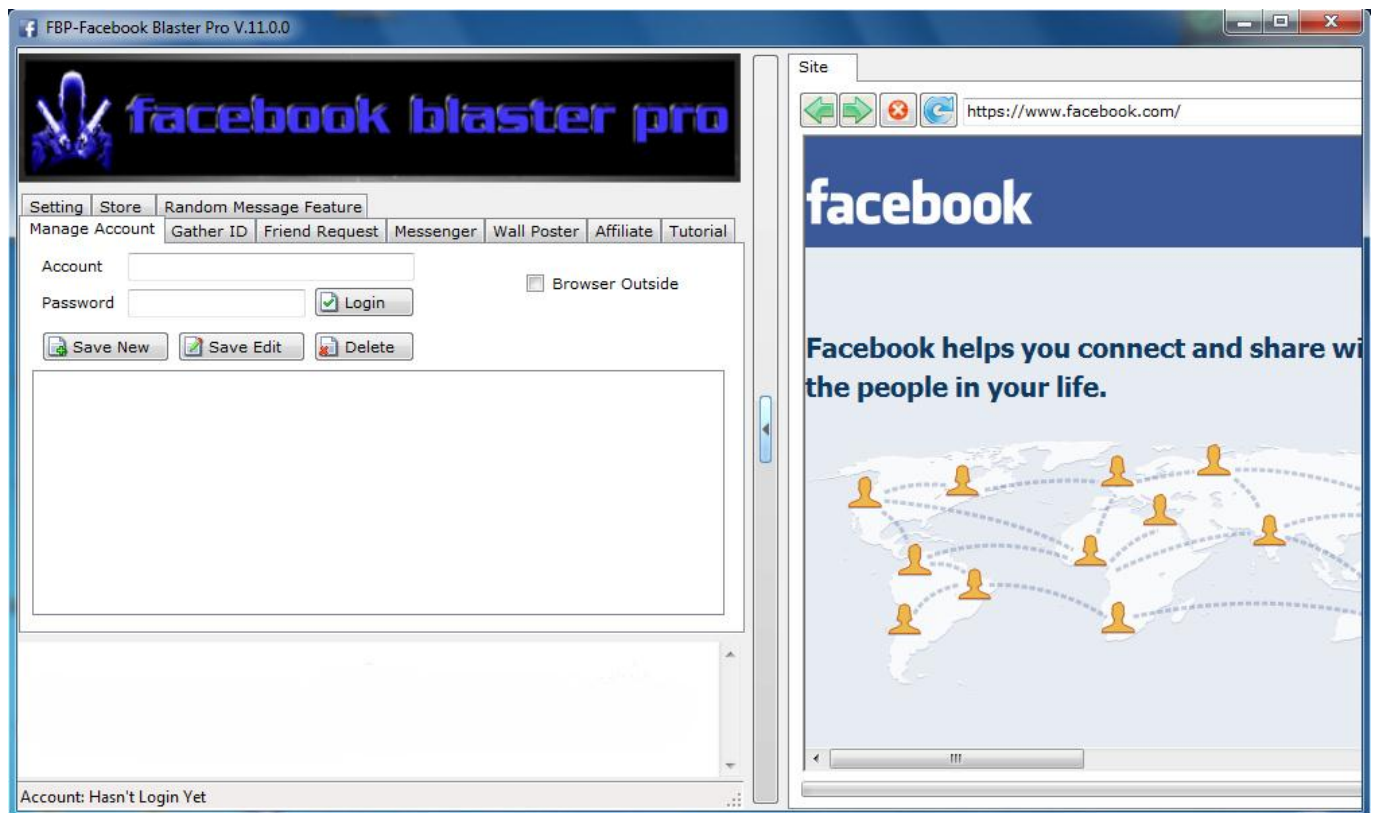 FBP-Facebook Blaster Pro V.11.0.0
facebook blaster pro
Setting Store Random Message Feature
Manage Account Gather ID Friend Request Messenger Wall Poster Affiliate Tutorial
Account
Browser Outside
Password Login
Save New Save Edit Delete
Account: Hasn't Login Yet
Site
https://www.facebook.com/
facebook
Facebook helps you connect and share wi
the people in your life.